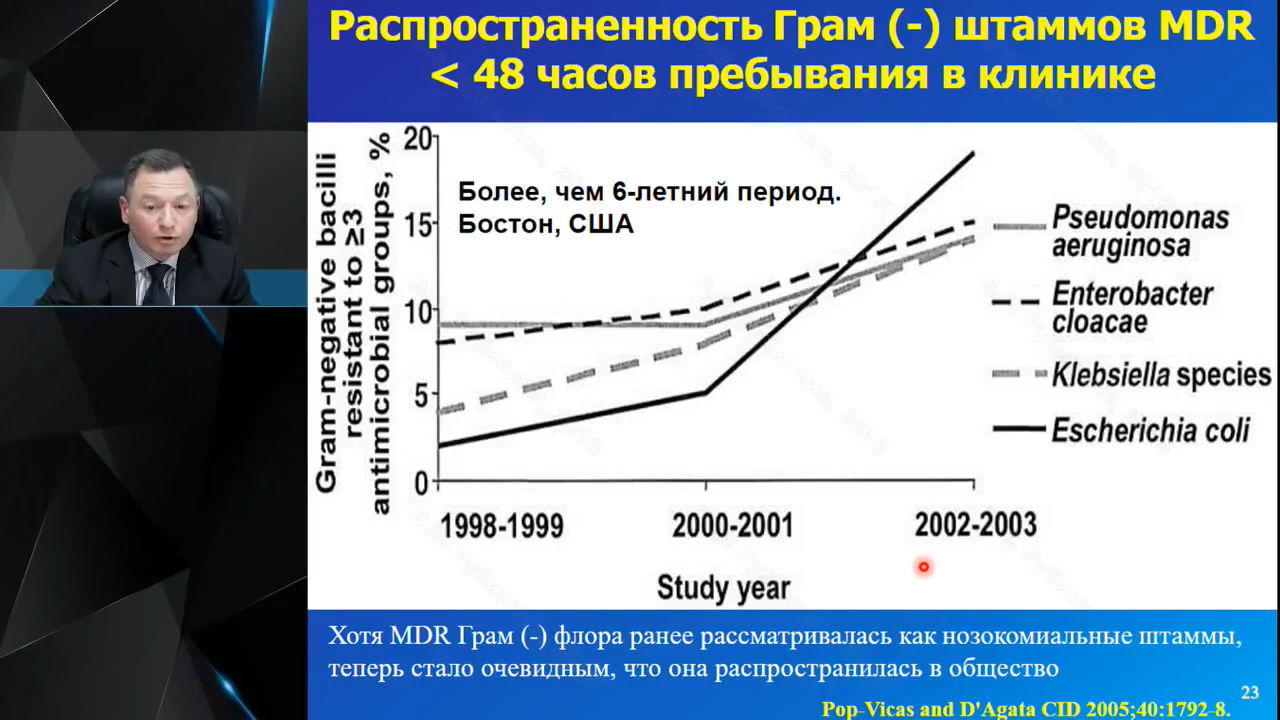 Распространенность Грам (-) штаммов MDR
< 48 часов пребывания в клинике
Gram-negative bacilli
resistant to ≥3
antimicrobial groups, %
20
15
10
5
0
Более, чем 6-летний период.
Бостон, США
Pseudomonas
aeruginosa
Enterobacter
cloacae
Klebsiella species
Escherichia coli
1998-1999
2000-2001
2002-2003
Study year
Хотя MDR Грам (-) флора ранее рассматривалась как нозокомиальные штаммы,
теперь стало очевидным, что она распространилась в общество
23
Pop-Vicas and D'Agata CID 2005;40:1792-8.